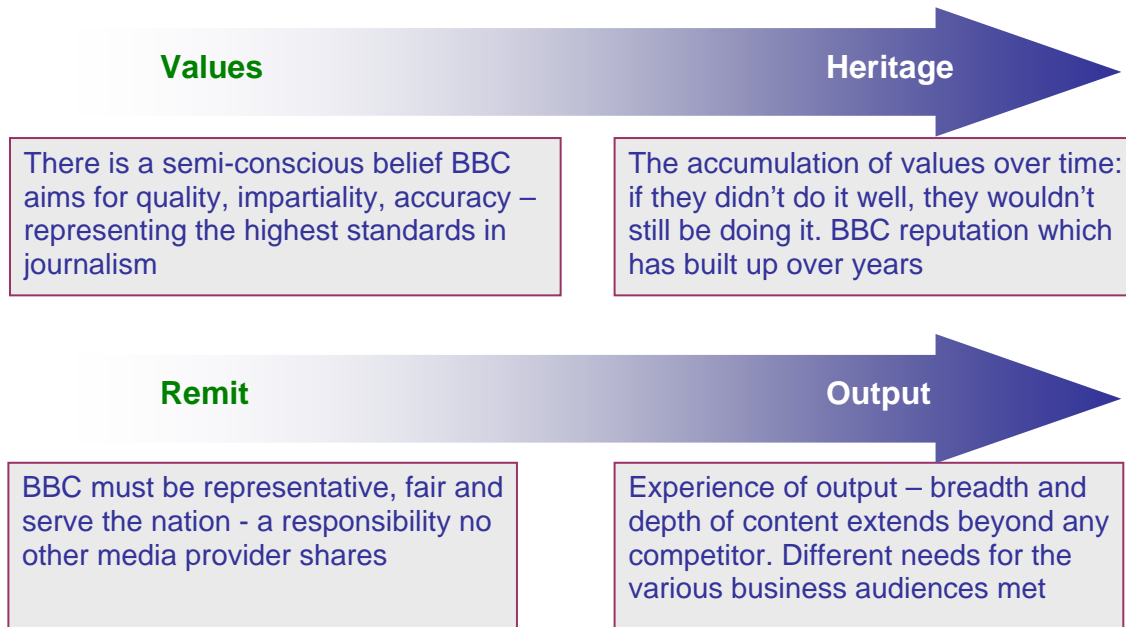 Values
Heritage
There is a semi-conscious belief BBC
aims for quality, impartiality, accuracy –
representing the highest standards in
journalism
The accumulation of values over time:
if they didn’t do it well, they wouldn’t
still be doing it. BBC reputation which
has built up over years
Remit
Output
BBC must be representative, fair and
serve the nation - a responsibility no
other media provider shares
Experience of output – breadth and
depth of content extends beyond any
competitor. Different needs for the
various business audiences met